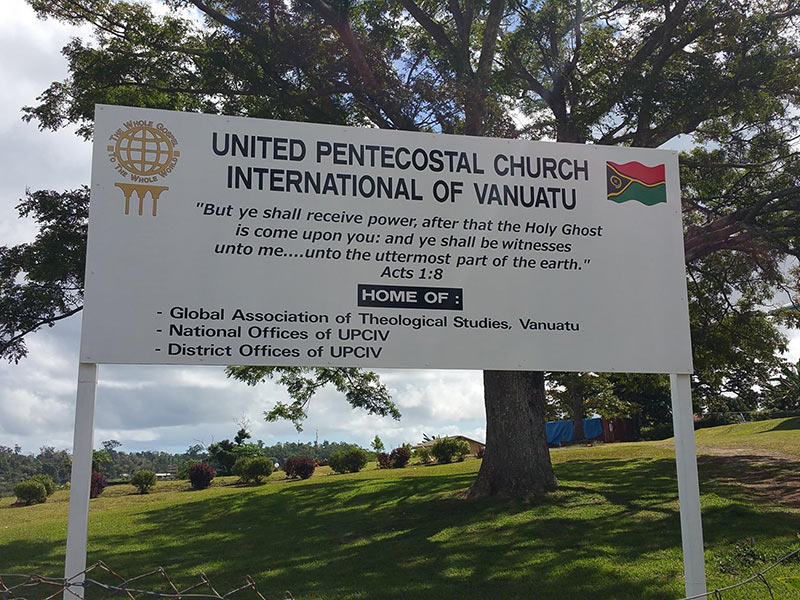 THE WHOLE GOSPEL
TO THE WHOLE WORLD
UNITED PENTECOSTAL CHURCH
INTERNATIONAL OF VANUATU
"But ye shall receive power, after that the Holy Ghost
is come upon you: and ye shall be witnesses
unto me....unto the uttermost part of the earth."
Acts 1:8
HOME OF :
- Global Association of Theological Studies, Vanuatu
- National Offices of UPCIV
- District Offices of UPCIV